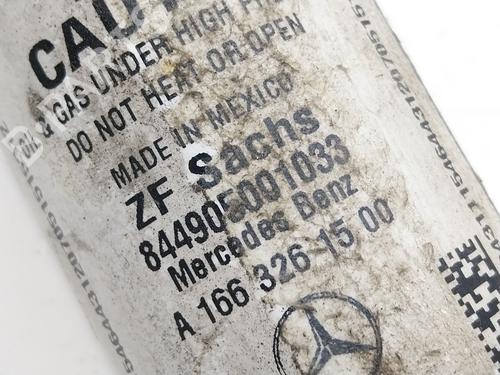 CAU
& GAS UNDER HIGH
DO NOT HEAT OR OPEN
MADE IN MEXICO
ZF Sachs
844905001033
Mercedes Benz
A 166 326 15 00